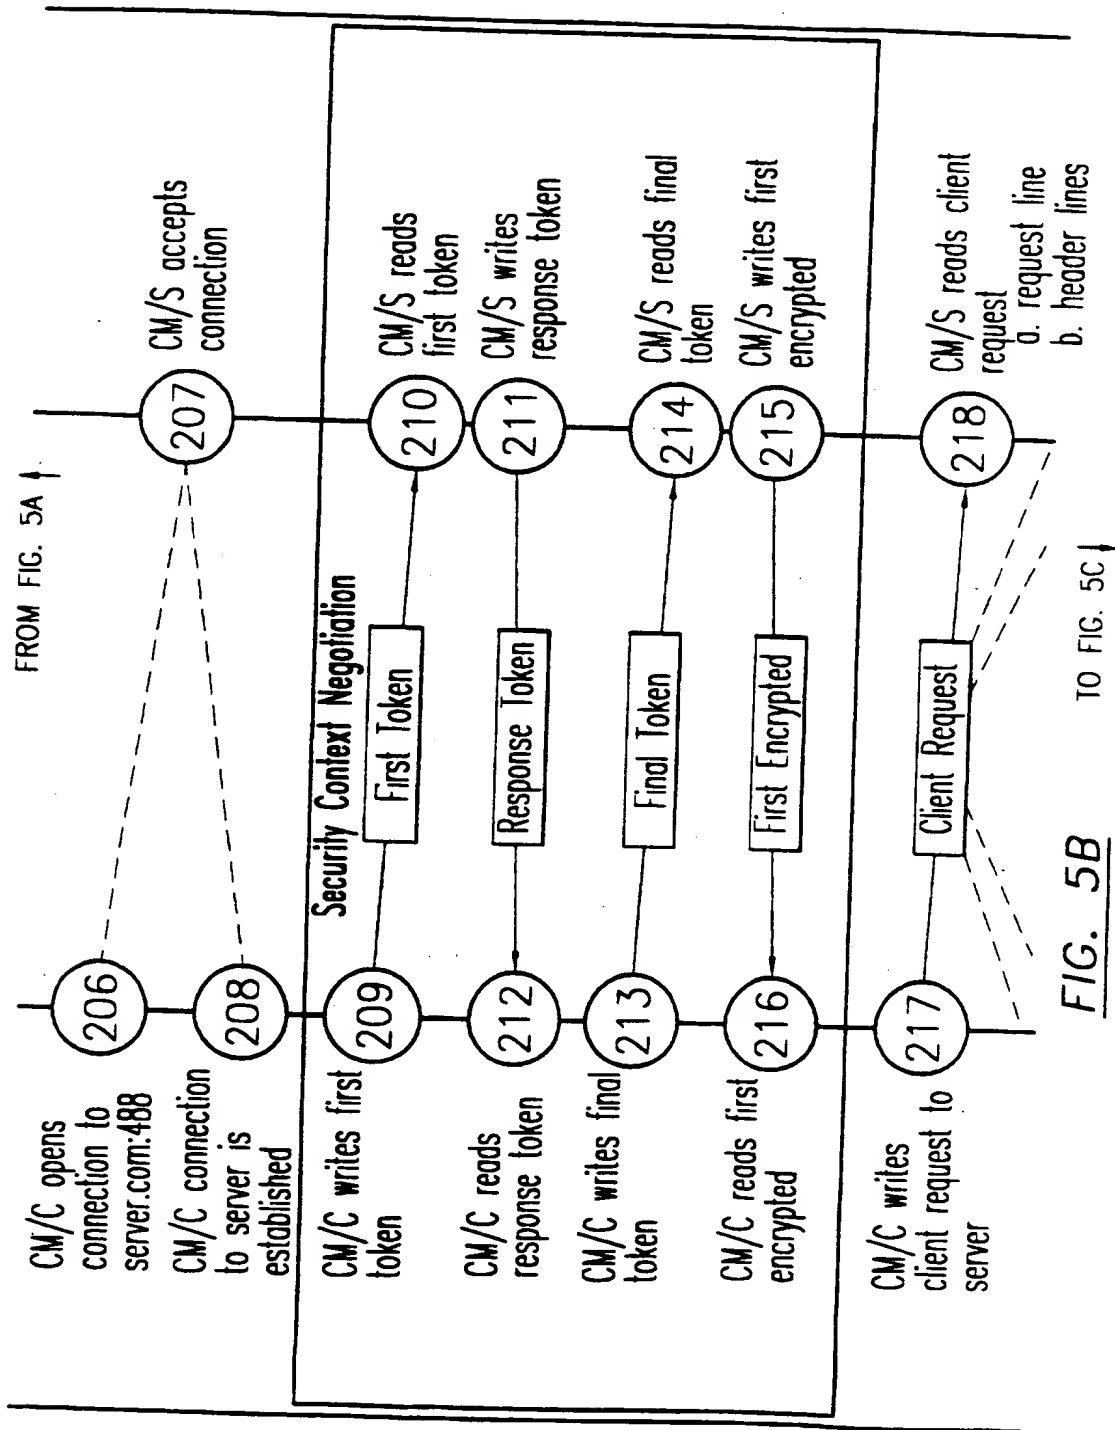 FROM FIG. 5A
CM/C opens
connection to
server.com:488
206
207
CM/S accepts
connection
CM/C connection
to server is
established
208
Security Context Negotiation
CM/C writes first
token
209
First Token
210
CM/S reads
first token
211
CM/S writes
response token
Response Token
212
CM/C reads
response token
CM/C writes final
token
213
Final Token
214
CM/S reads final
token
215
CM/S writes first
encrypted
First Encrypted
216
CM/C reads first
encrypted
CM/C writes
client request to
server
217
Client Request
218
CM/S reads client
request
a. request line
b. header lines
TO FIG. 5C
FIG. 5B